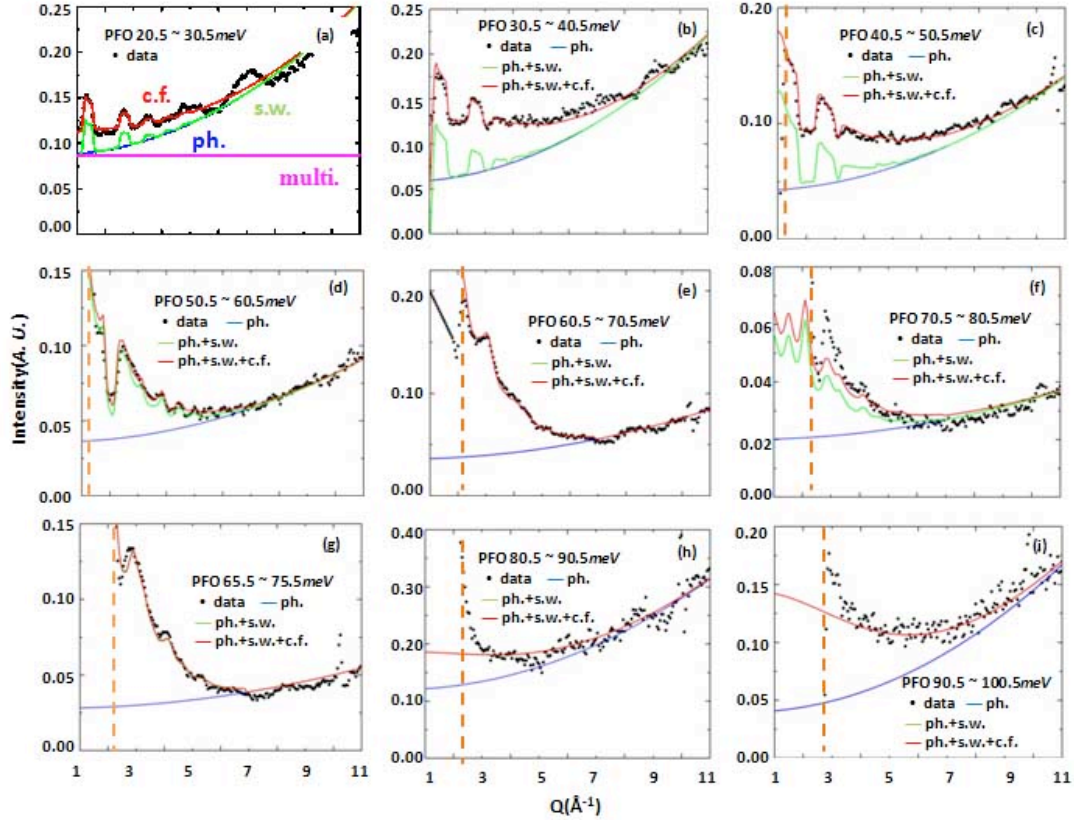 PFO 20.5 ~ 30.5meV (a)
data
c.f.
s.w.
ph.
multi.
0.25
0.20
0.15
0.10
0.05
0.00
PFO 30.5 ~ 40.5meV (b)
data ph.
ph.+s.w.
ph.+s.w.+c.f.
0.25
0.20
0.15
0.10
0.05
0.00
PFO 40.5 ~ 50.5meV (c)
data ph.
ph.+s.w.
ph.+s.w.+c.f.
0.20
0.10
0.00
PFO 50.5 ~ 60.5meV (d)
data ph.
ph.+s.w.
ph.+s.w.+c.f.
0.15
0.10
0.05
0.00
Intensity(A. U.)
PFO 60.5 ~ 70.5meV (e)
data ph.
ph.+s.w.
ph.+s.w.+c.f.
0.20
0.10
0.00
PFO 70.5 ~ 80.5meV (f)
data ph.
ph.+s.w.
ph.+s.w.+c.f.
0.08
0.06
0.04
0.02
0.00
PFO 65.5 ~ 75.5meV (g)
data ph.
ph.+s.w.
ph.+s.w.+c.f.
0.15
0.10
0.05
0.00
1 3 5 7 9 11
PFO 80.5 ~ 90.5meV (h)
data ph.
ph.+s.w.
ph.+s.w.+c.f.
0.40
0.30
0.20
0.10
0.00
1 3 5 7 9 11
Q(Å-1)
(i)
PFO 90.5 ~ 100.5meV
data ph.
ph.+s.w.
ph.+s.w.+c.f.
0.20
0.15
0.10
0.05
0.00
1 3 5 7 9 11